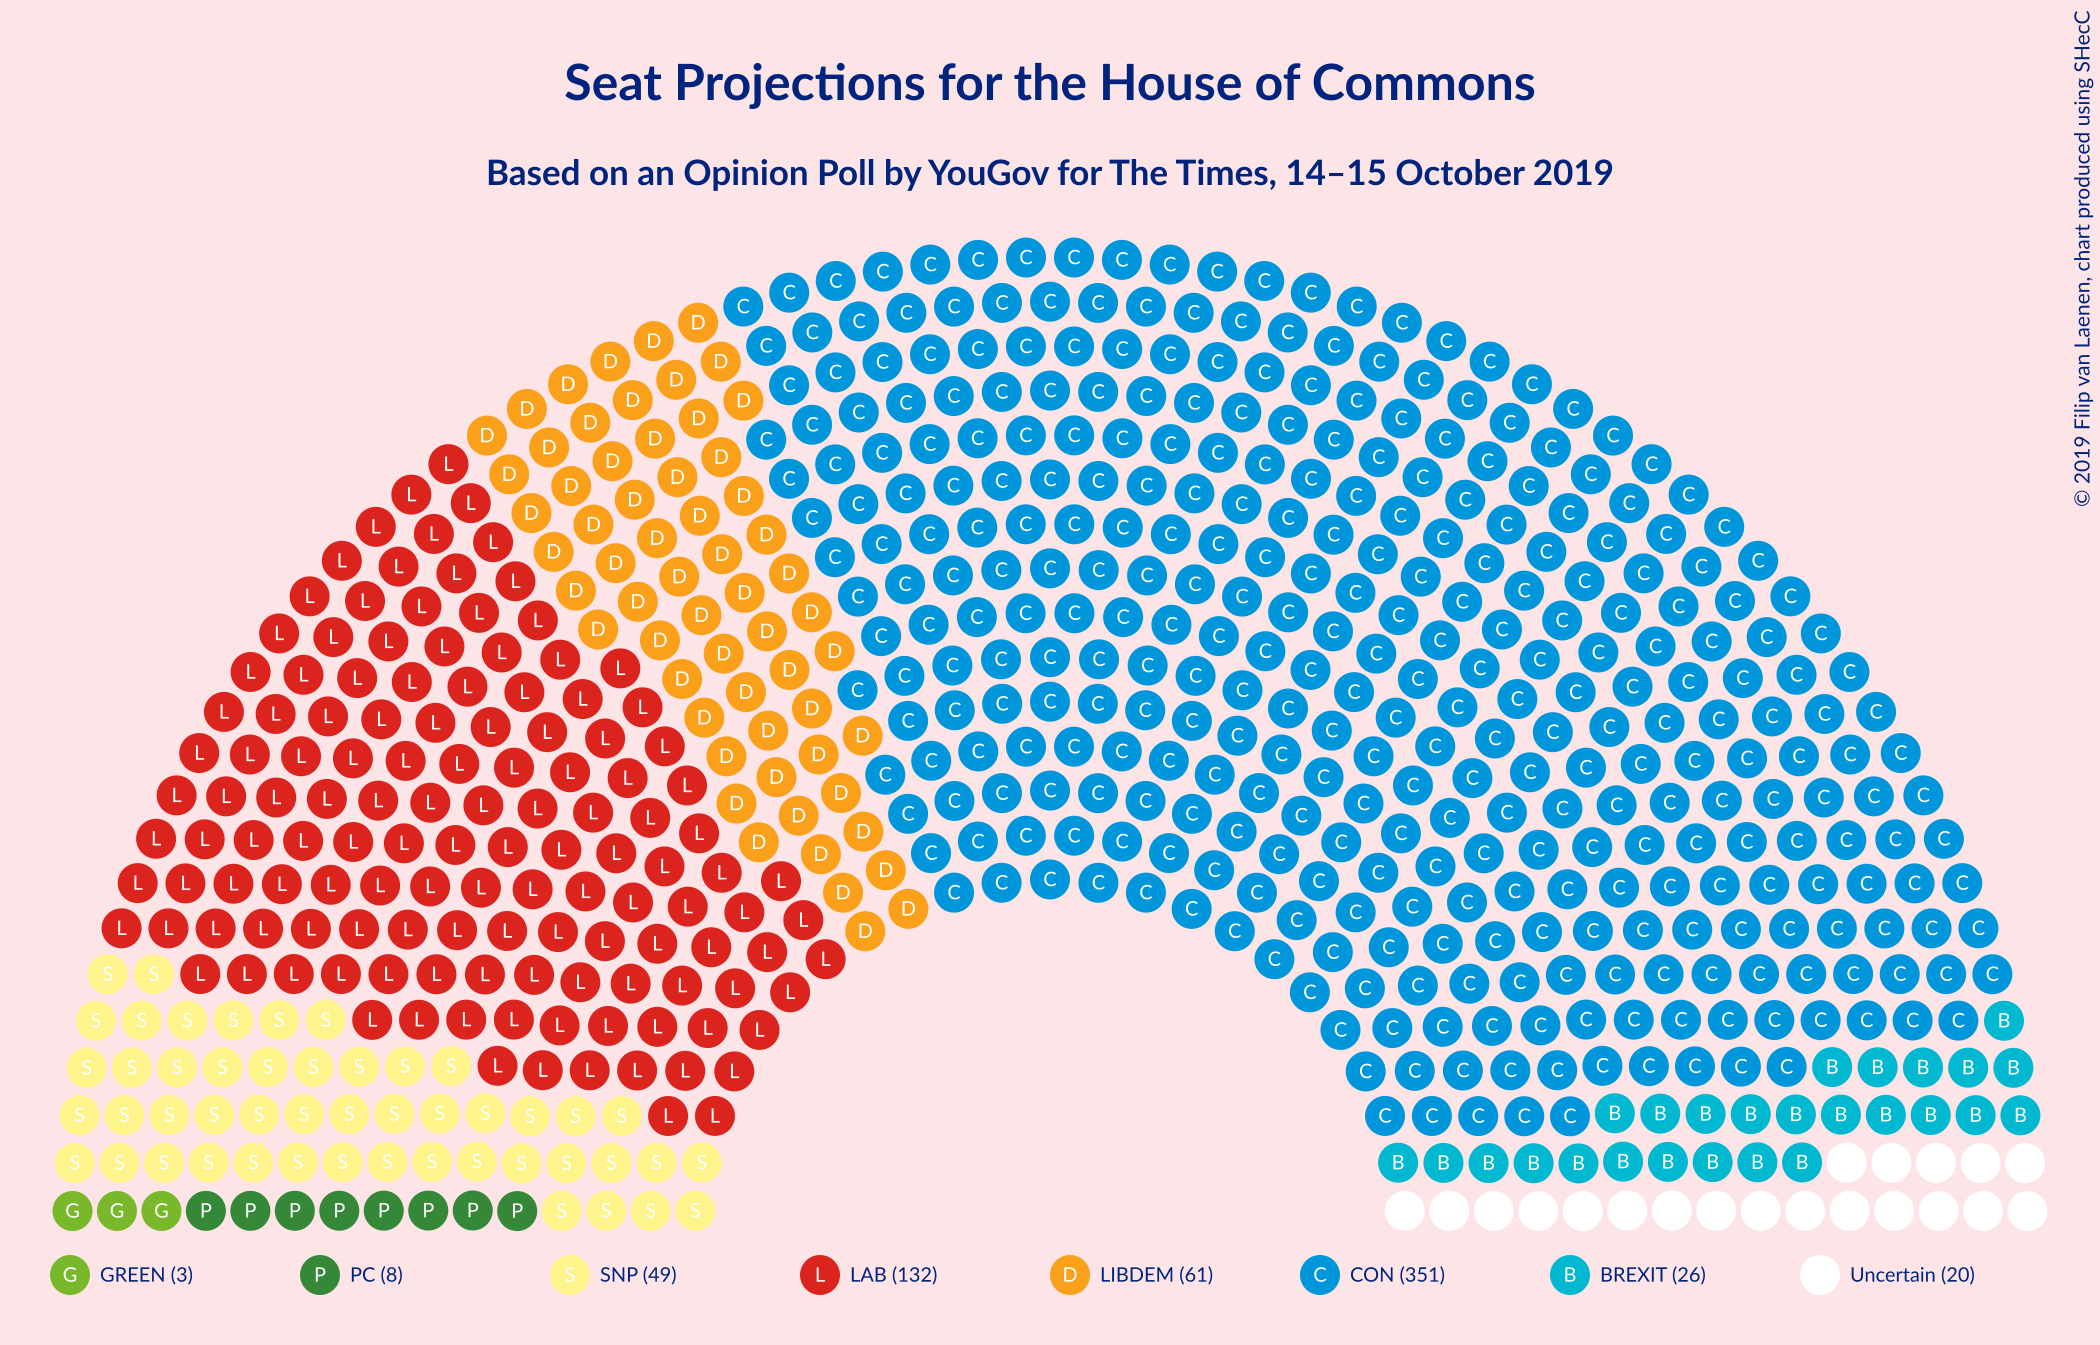 Seat Projections for the House of Commons
Based on an Opinion Poll by YouGov for The Times, 14–15 October 2019
© 2019 Filip van Laenen, chart produced using SHecC
G GREEN (3)
P PC (8)
S SNP (49)
L LAB (132)
D LIBDEM (61)
C CON (351)
B BREXIT (26)
Uncertain (20)